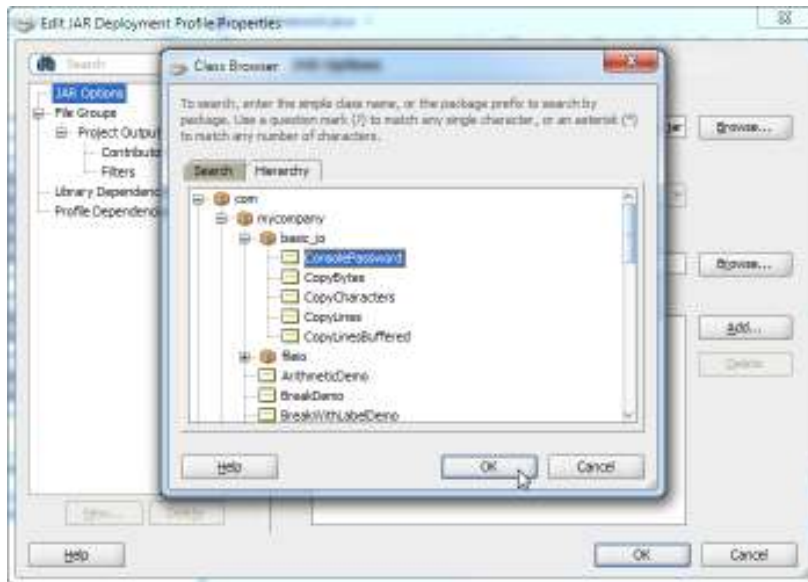 Edit JAR Deployment Profile Properties
Search
JAR Options
File Groups
Project Output
Contributo
Filters
Library Dependenc
Profile Dependenci
Class Browser
To search, enter the simple class name, or the package prefix to search by
package. Use a question mark (?) to match any single character, or an asterisk (*)
to match any number of characters.
Search Hierarchy
com
mycompany
basic_io
ConsolePassword
CopyBytes
CopyCharacters
CopyLines
CopyLinesBuffered
fileio
ArithmeticDemo
BreakDemo
BreakWithLabelDemo
Help OK Cancel
Browse...
Browse...
Add...
Delete
New... Delete
Help OK Cancel